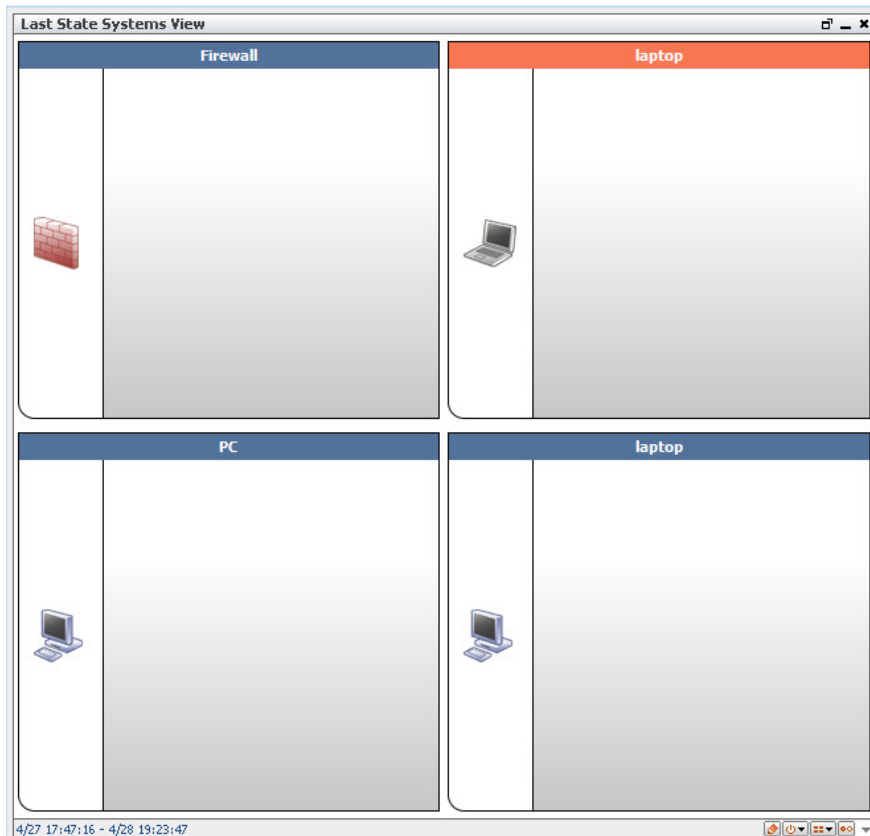 Last State Systems View
Firewall
laptop
PC
laptop
4/27 17:47:16 - 4/28 19:23:47